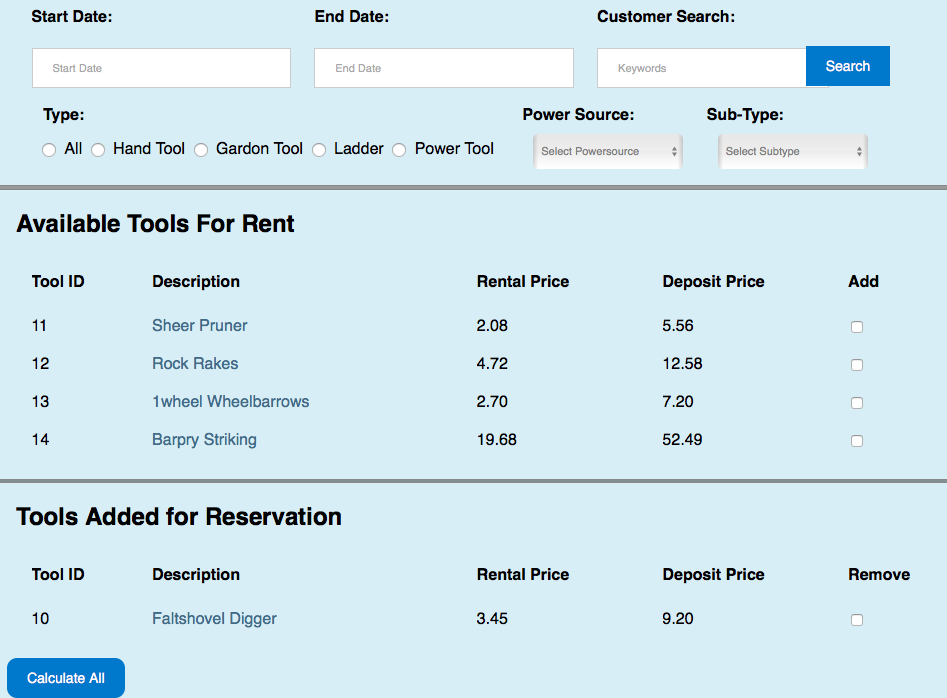 Start Date: End Date: Customer Search:
Start Date End Date Keywords Search
Type: Power Source: Sub-Type:
All Hand Tool Gardon Tool Ladder Power Tool Select Powersource Select Subtype
Available Tools For Rent
Tool ID Description Rental Price Deposit Price Add
11 Sheer Pruner 2.08 5.56
12 Rock Rakes 4.72 12.58
13 1wheel Wheelbarrows 2.70 7.20
14 Barpry Striking 19.68 52.49
Tools Added for Reservation
Tool ID Description Rental Price Deposit Price Remove
10 Faltshovel Digger 3.45 9.20
Calculate All